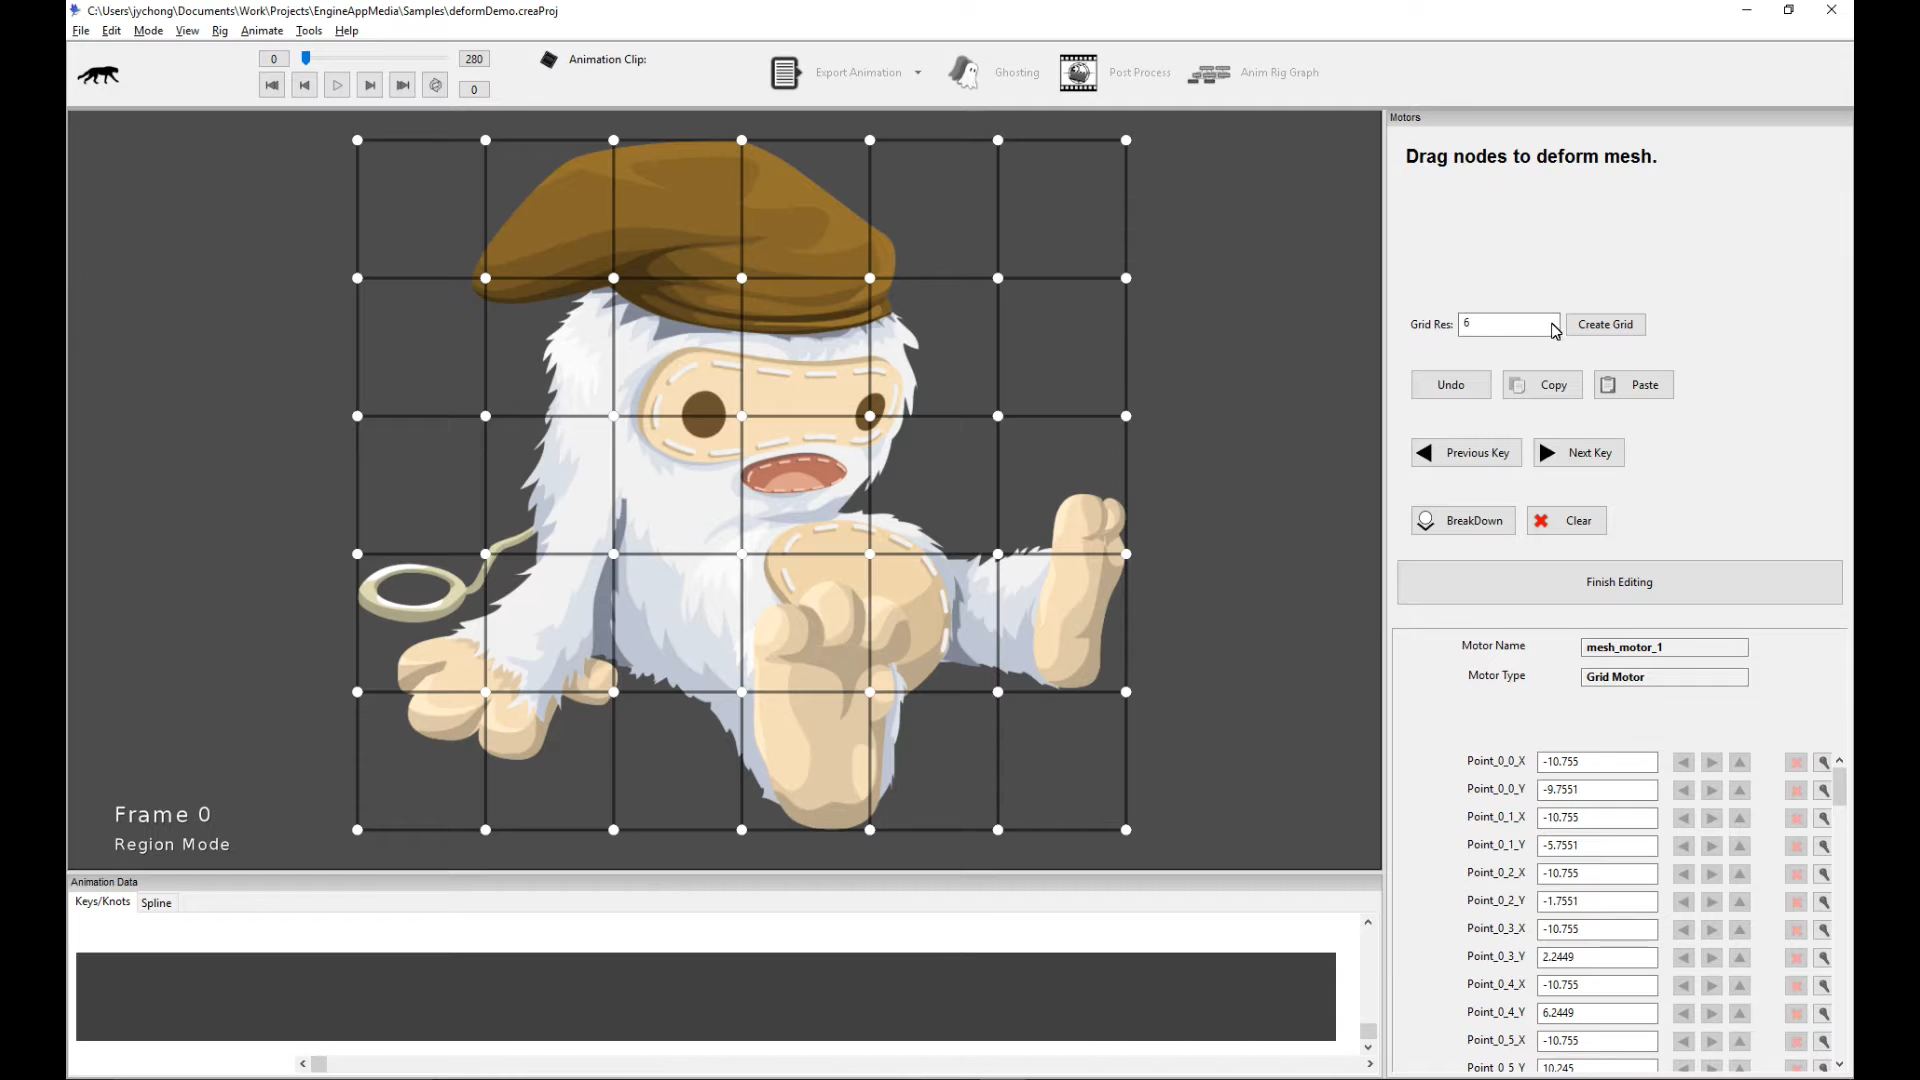 C:\Users\jychong\Documents\Work\Projects\EngineAppMedia\Samples\deformDemo.creaProj
File Edit Mode View Rig Animate Tools Help
0 280
0
Animation Clip:
Export Animation
Ghosting
Post Process
Anim Rig Graph
Motors
Drag nodes to deform mesh.
Grid Res: 6 Create Grid
Undo Copy Paste
Previous Key Next Key
BreakDown Clear
Finish Editing
Motor Name mesh_motor_1
Motor Type Grid Motor
Point_0_0_X -10.755
Point_0_0_Y -9.7551
Point_0_1_X -10.755
Point_0_1_Y -5.7551
Point_0_2_X -10.755
Point_0_2_Y -1.7551
Point_0_3_X -10.755
Point_0_3_Y 2.2449
Point_0_4_X -10.755
Point_0_4_Y 6.2449
Point_0_5_X -10.755
Point_0_5_Y 10.245
Frame 0
Region Mode
Animation Data
Keys/Knots Spline